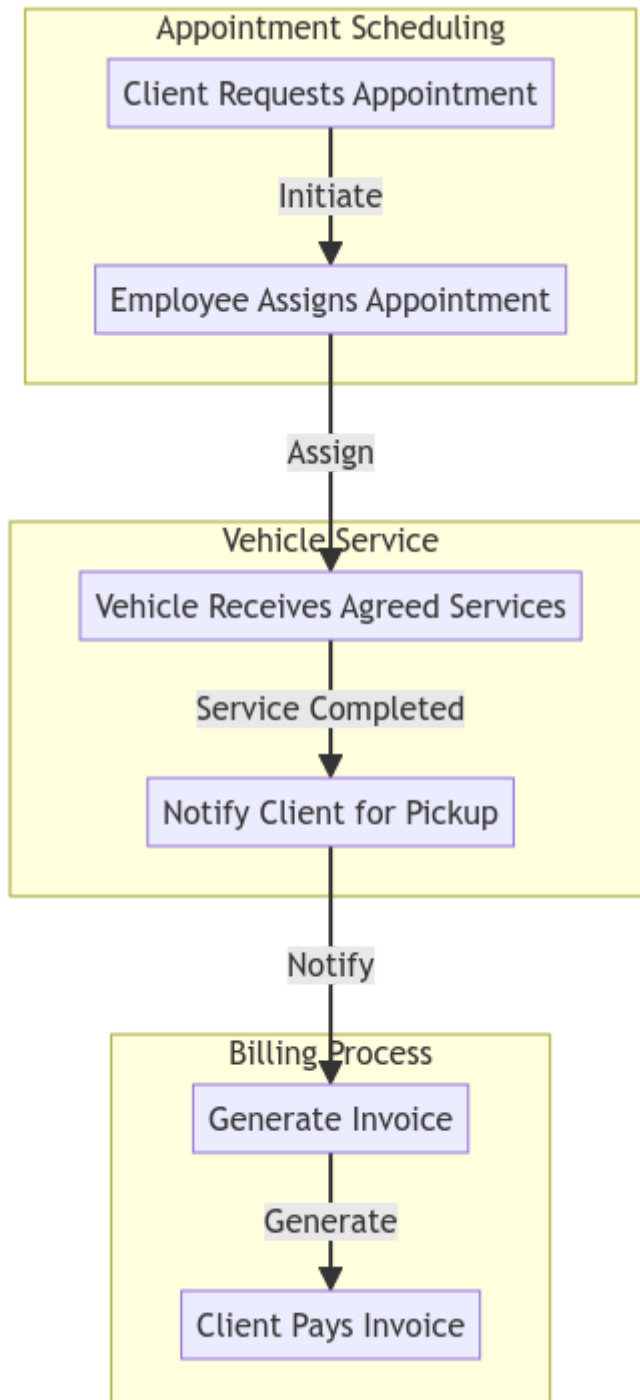 Appointment Scheduling
Client Requests Appointment
Initiate
Employee Assigns Appointment
Assign
Vehicle Service
Vehicle Receives Agreed Services
Service Completed
Notify Client for Pickup
Notify
Billing Process
Generate Invoice
Generate
Client Pays Invoice